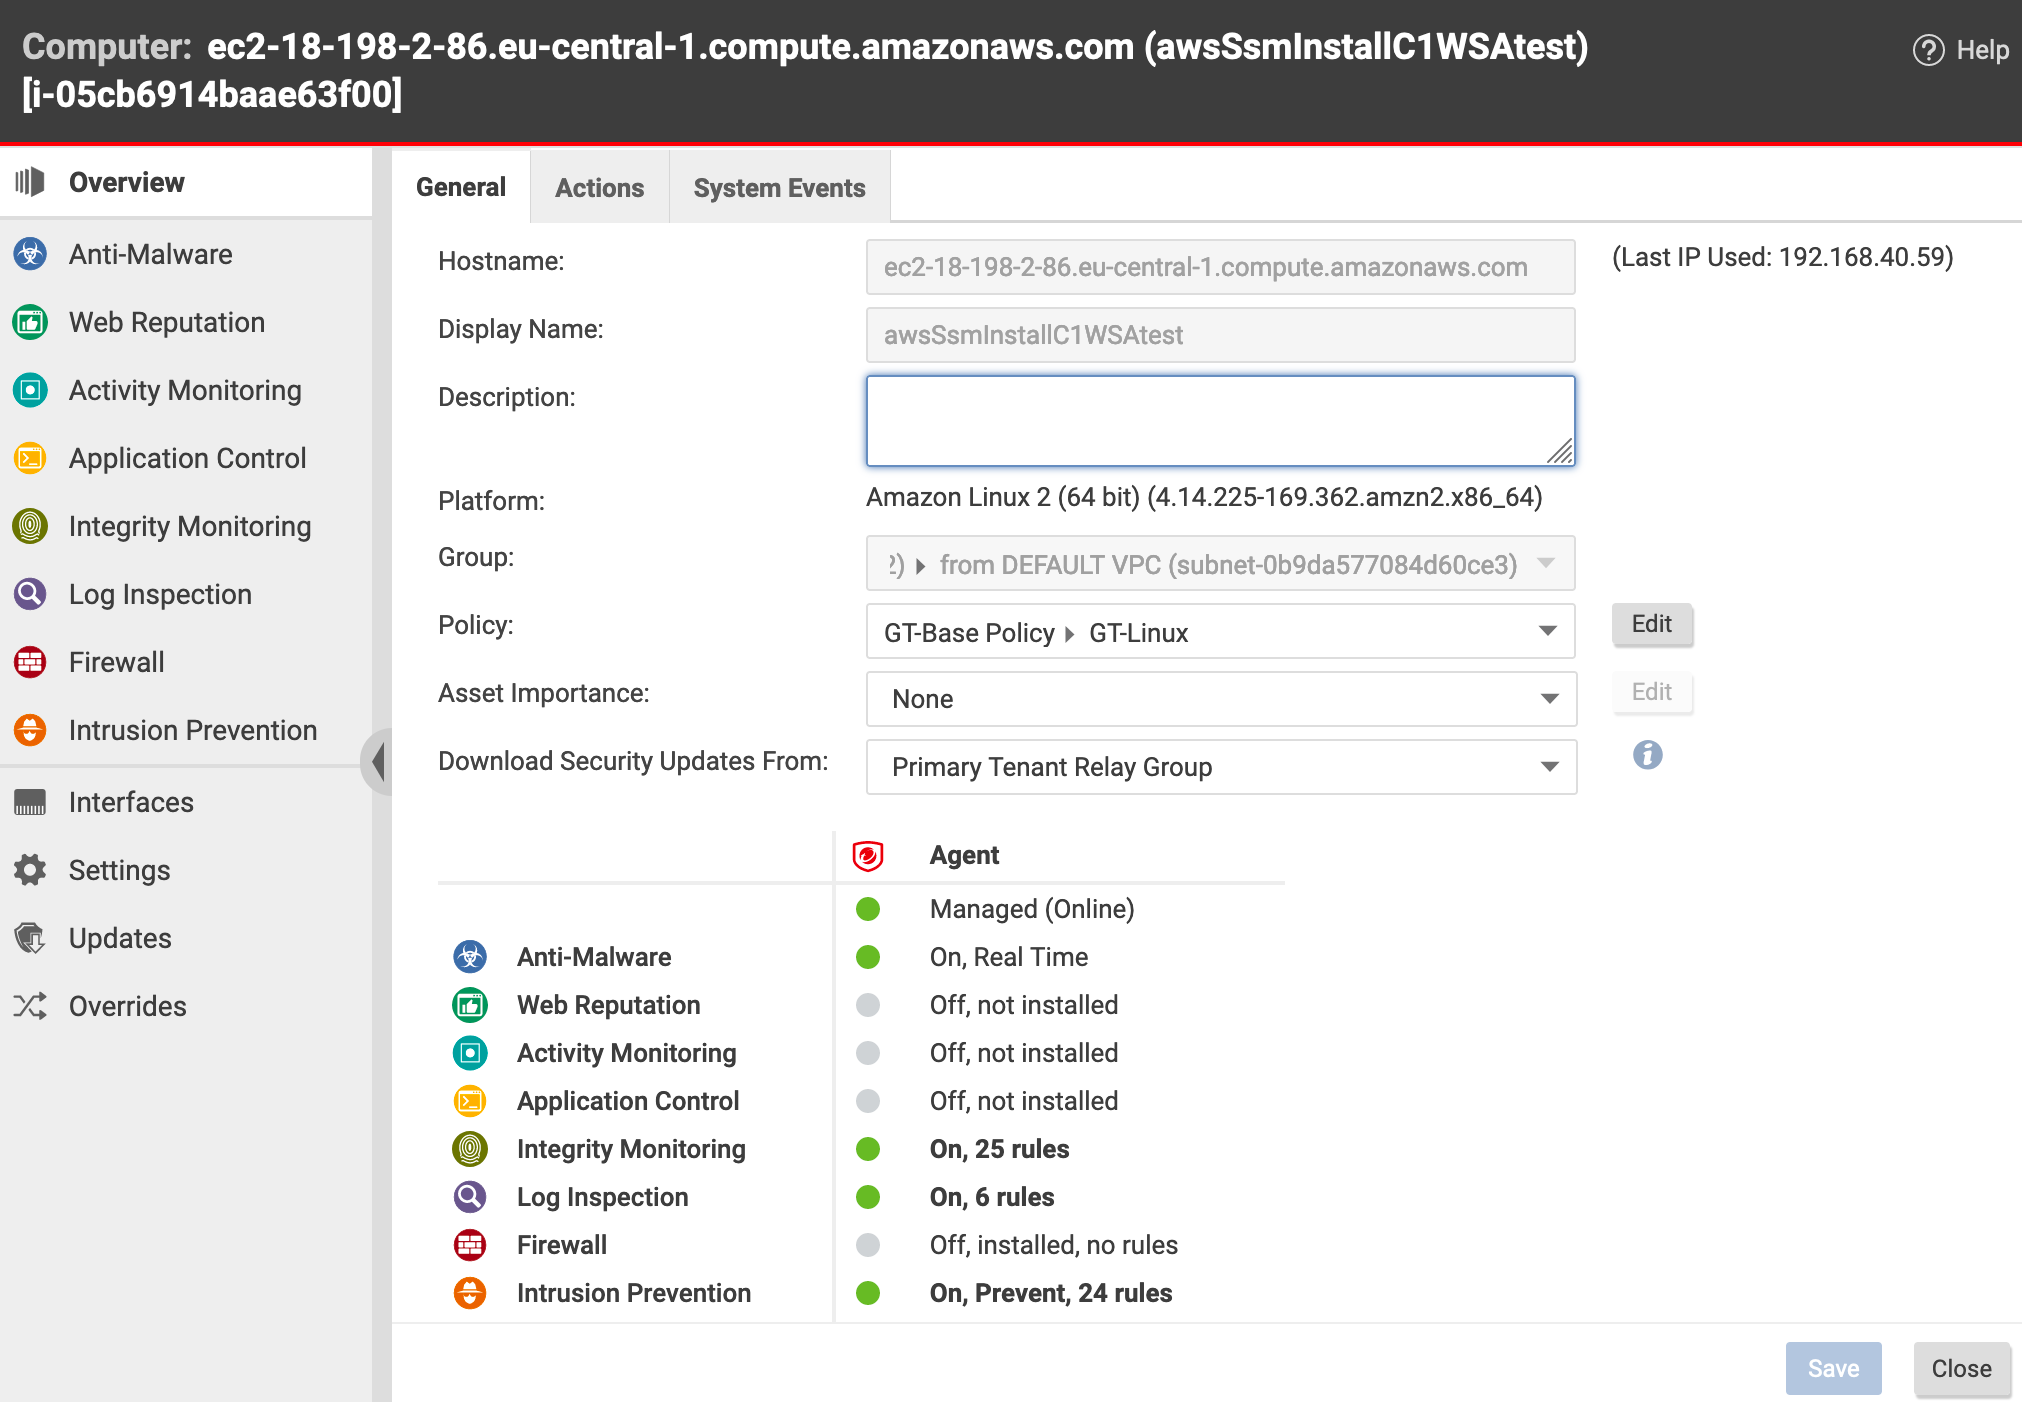 Computer: ec2-18-198-2-86.eu-central-1.compute.amazonaws.com (awsSsmInstallC1WSAtest)
[i-05cb6914baae63f00]
Help
Overview
Anti-Malware
Web Reputation
Activity Monitoring
Application Control
Integrity Monitoring
Log Inspection
Firewall
Intrusion Prevention
Interfaces
Settings
Updates
Overrides
General Actions System Events
Hostname: ec2-18-198-2-86.eu-central-1.compute.amazonaws.com (Last IP Used: 192.168.40.59)
Display Name: awsSsmInstallC1WSAtest
Description:
Platform: Amazon Linux 2 (64 bit) (4.14.225-169.362.amzn2.x86_64)
Group: 2) from DEFAULT VPC (subnet-0b9da577084d60ce3)
Policy: GT-Base Policy GT-Linux Edit
Asset Importance: None Edit
Download Security Updates From: Primary Tenant Relay Group
Agent
Managed (Online)
Anti-Malware On, Real Time
Web Reputation Off, not installed
Activity Monitoring Off, not installed
Application Control Off, not installed
Integrity Monitoring On, 25 rules
Log Inspection On, 6 rules
Firewall Off, installed, no rules
Intrusion Prevention On, Prevent, 24 rules
Save Close